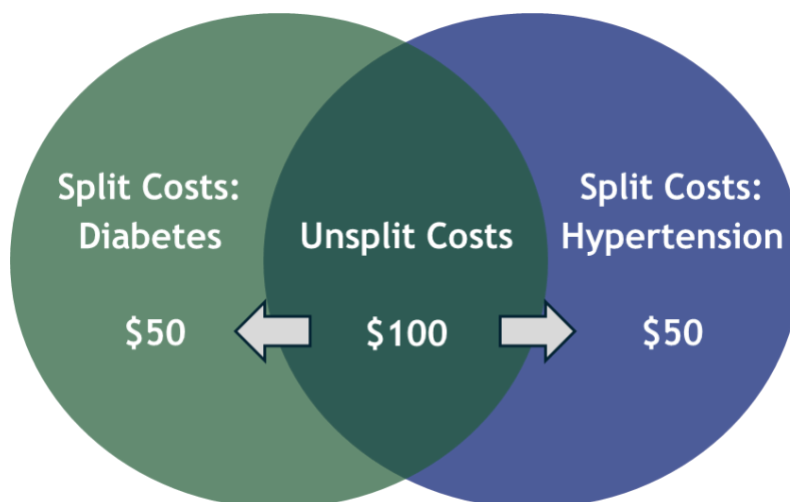 Split Costs:
Diabetes
$50
Unsplit Costs
$100
Split Costs:
Hypertension
$50